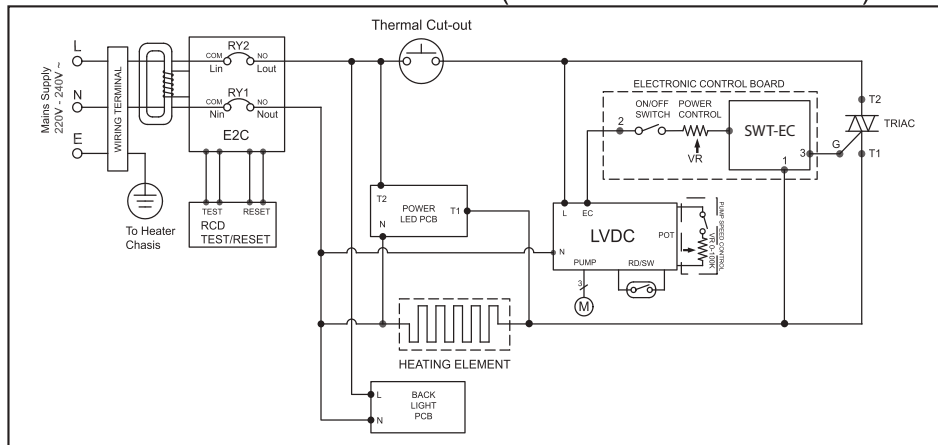 Thermal Cut-out
L
N
E
Mains Supply
220V - 240V ~
WIRING TERMINAL
To Heater
Chasis
RY2
COM
NO
Lin
Lout
RY1
COM
NO
Nin
Nout
E2C
TEST
RESET
RCD
TEST/RESET
T2
POWER
LED PCB
T1
N
ELECTRONIC CONTROL BOARD
ON/OFF
SWITCH
POWER
CONTROL
2
VR
SWT-EC
3
1
T2
TRIAC
G
T1
L
EC
LVDC
POT
N
PUMP
RD/SW
PUMP SPEED CONTROL
VR 0~100K
3
M
HEATING ELEMENT
L
BACK
LIGHT
PCB
N